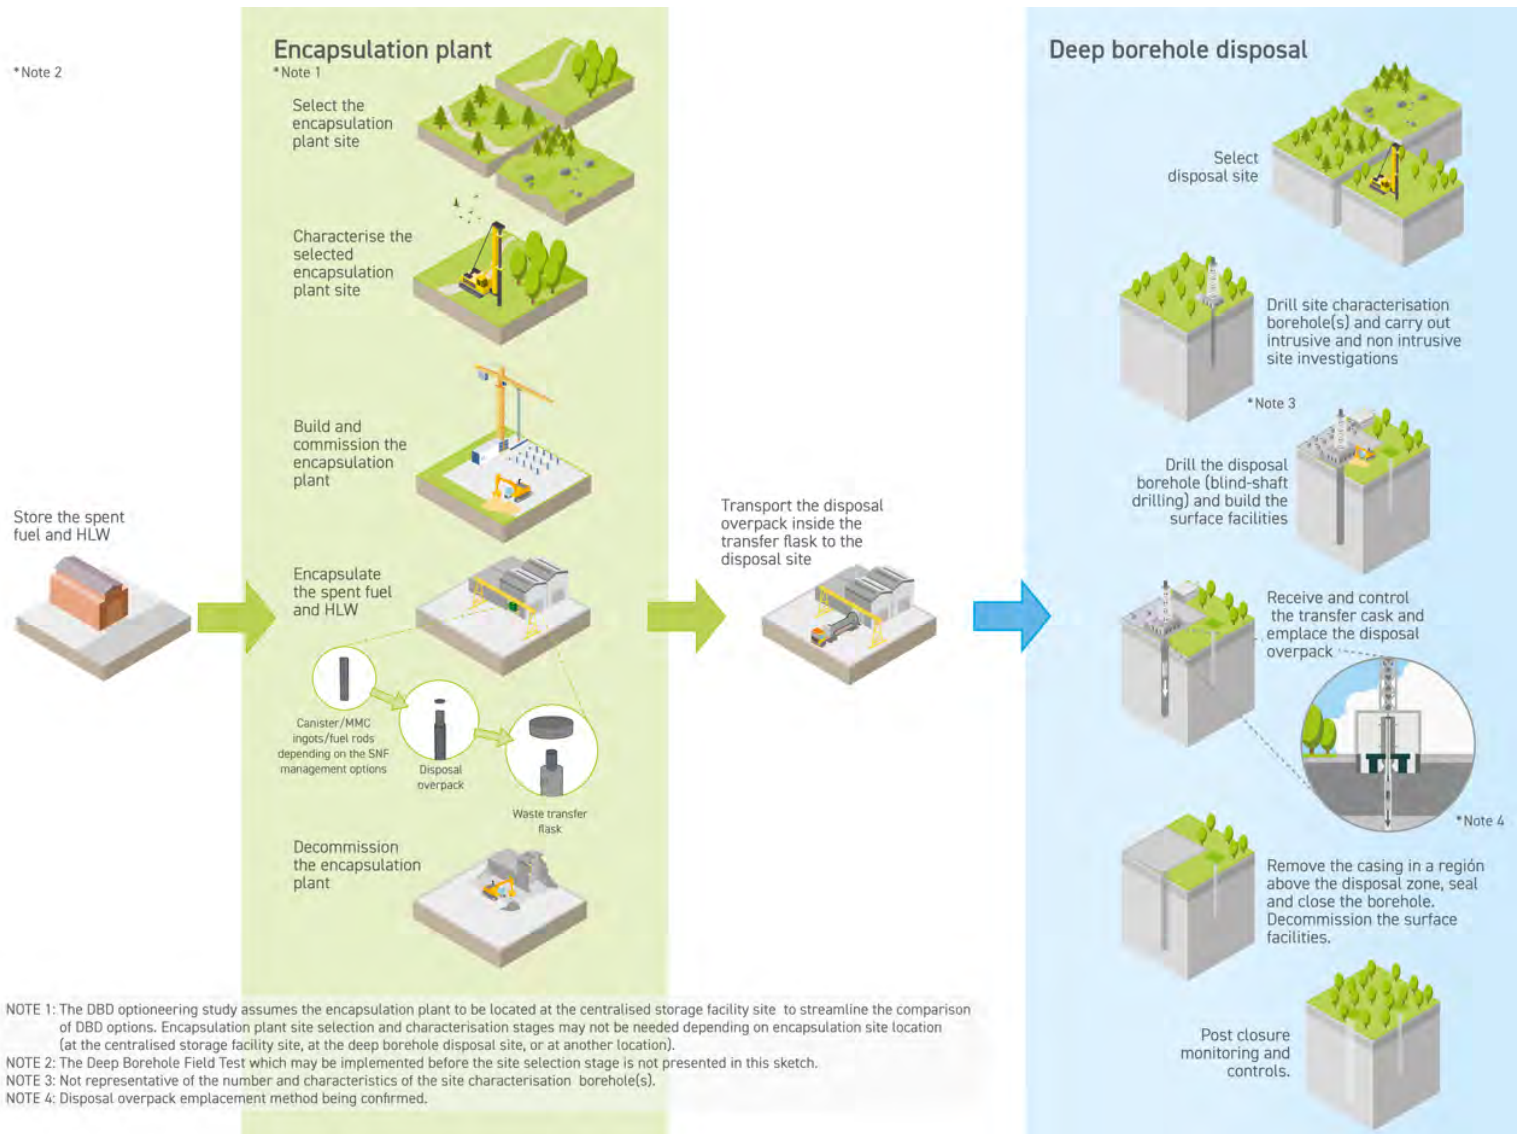 *Note 2
Encapsulation plant
*Note 1
Select the
encapsulation
plant site
Characterise the
selected
encapsulation
plant site
Build and
commission the
encapsulation
plant
Store the spent
fuel and HLW
Encapsulate
the spent fuel
and HLW
Canister/MMC
ingots/fuel rods
depending on the SNF
management options
Disposal
overpack
Waste transfer
flask
Decommission
the encapsulation
plant
Transport the disposal
overpack inside the
transfer flask to the
disposal site
Deep borehole disposal
Select
disposal site
Drill site characterisation
borehole(s) and carry out
intrusive and non intrusive
site investigations
*Note 3
Drill the disposal
borehole (blind-shaft
drilling) and build the
surface facilities
Receive and control
the transfer cask and
emplace the disposal
overpack
*Note 4
Remove the casing in a región
above the disposal zone, seal
and close the borehole.
Decommission the surface
facilities.
Post closure
monitoring and
controls.
NOTE 1: The DBD optioneering study assumes the encapsulation plant to be located at the centralised storage facility site to streamline the comparison
of DBD options. Encapsulation plant site selection and characterisation stages may not be needed depending on encapsulation site location
(at the centralised storage facility site, at the deep borehole disposal site, or at another location).
NOTE 2: The Deep Borehole Field Test which may be implemented before the site selection stage is not presented in this sketch.
NOTE 3: Not representative of the number and characteristics of the site characterisation borehole(s).
NOTE 4: Disposal overpack emplacement method being confirmed.